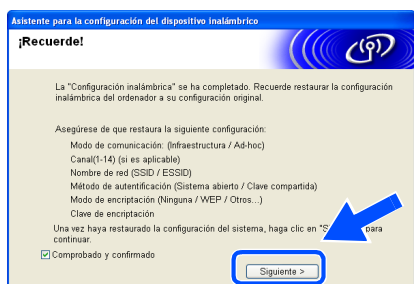 Asistente para la configuración del dispositivo inalámbrico
¡Recuerde!
La "Configuración inalámbrica" se ha completado. Recuerde restaurar la configuración
inalámbrica del ordenador a su configuración original.
Asegúrese de que restaura la siguiente configuración:
Modo de comunicación: (Infraestructura / Ad-hoc)
Canal(1-14) (si es aplicable)
Nombre de red (SSID / ESSID)
Método de autentificación (Sistema abierto / Clave compartida)
Modo de encriptación (Ninguna / WEP / Otros...)
Clave de encriptación
Una vez haya restaurado la configuración del sistema, haga clic en para
continuar.
Comprobado y confirmado
Siguiente >